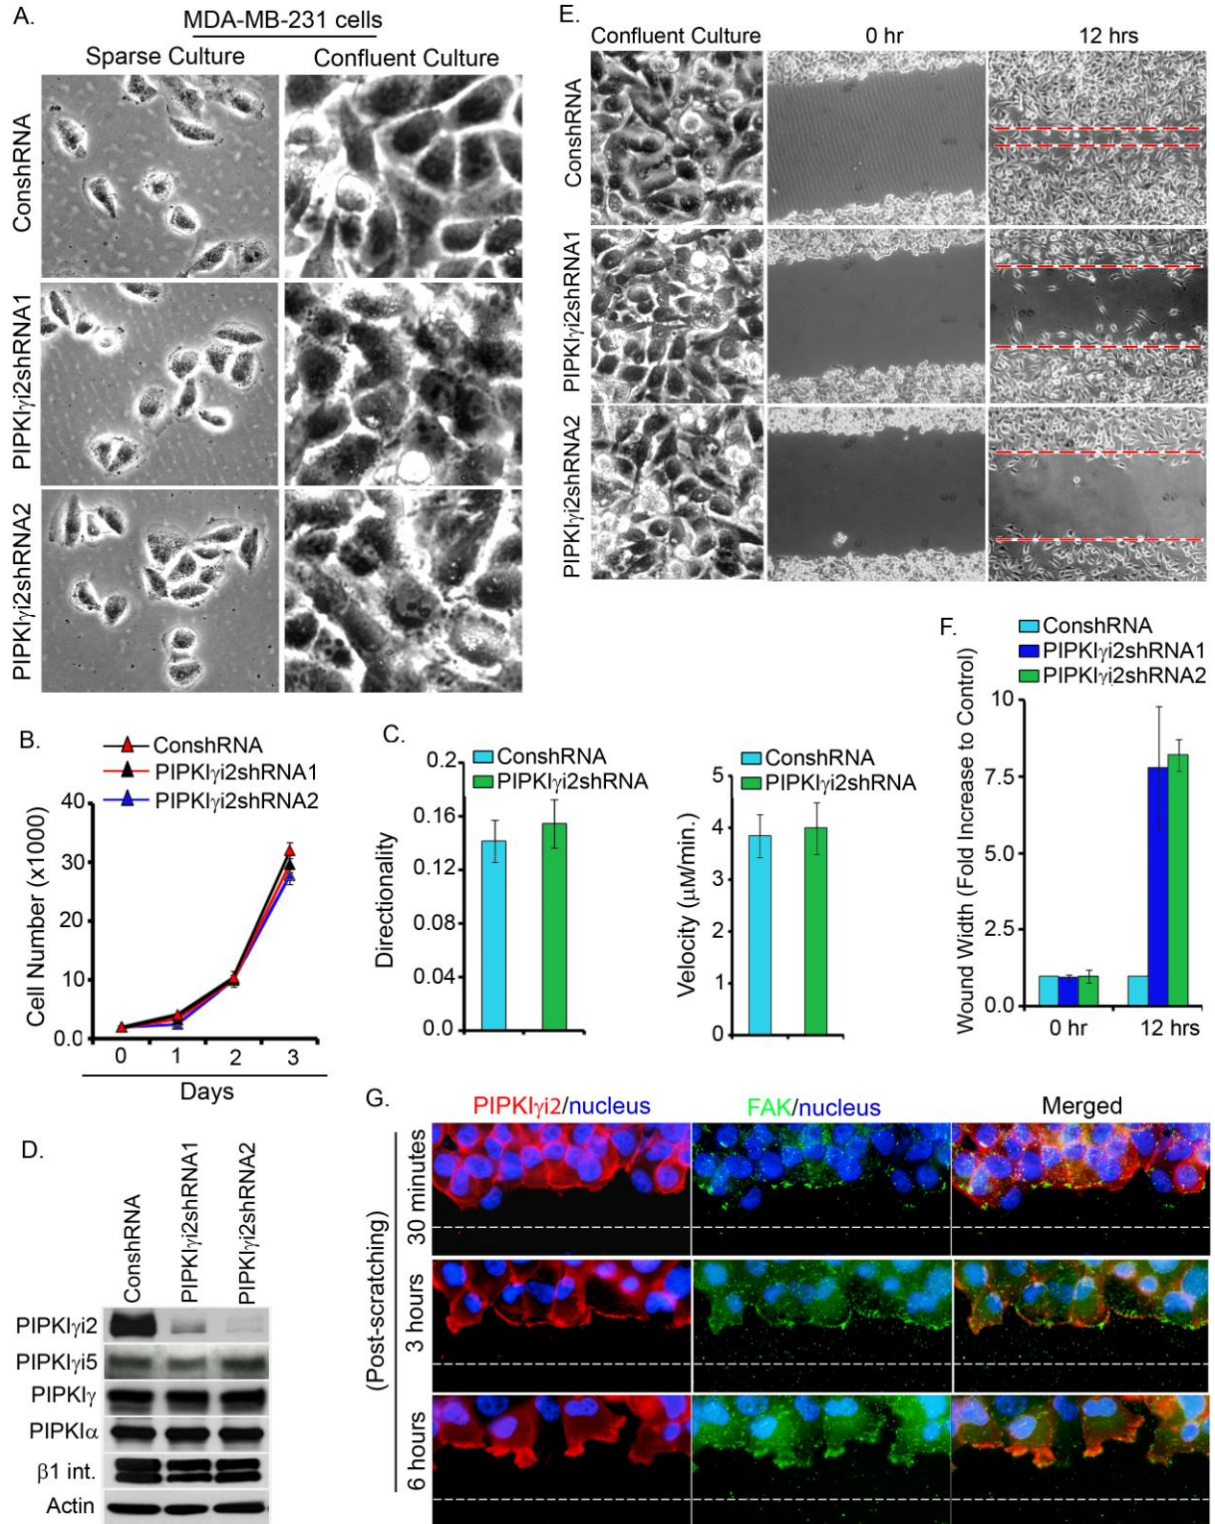 A.
MDA-MB-231 cells
Sparse Culture
Confluent Culture
ConshRNA
PIPKIγi2shRNA1
PIPKIγi2shRNA2
B.
ConshRNA
PIPKIγi2shRNA1
PIPKIγi2shRNA2
Cell Number (x1000)
40
30
20
10
0.0
0 1 2 3
Days
C.
ConshRNA
PIPKIγi2shRNA
Directionality
0.2
0.16
0.12
0.08
0.04
0.0
ConshRNA
PIPKIγi2shRNA
Velocity (μM/min.)
5
4
3
2
1
0
D.
ConshRNA
PIPKIγi2shRNA1
PIPKIγi2shRNA2
PIPKIγi2
PIPKIγi5
PIPKIγ
PIPKIα
β1 int.
Actin
E.
Confluent Culture
0 hr
12 hrs
ConshRNA
PIPKIγi2shRNA1
PIPKIγi2shRNA2
F.
ConshRNA
PIPKIγi2shRNA1
PIPKIγi2shRNA2
Wound Width (Fold Increase to Control)
10
7.5
5.0
2.5
0.0
0 hr 12 hrs
G.
PIPKIγi2/nucleus
FAK/nucleus
Merged
(Post-scratching)
30 minutes
3 hours
6 hours